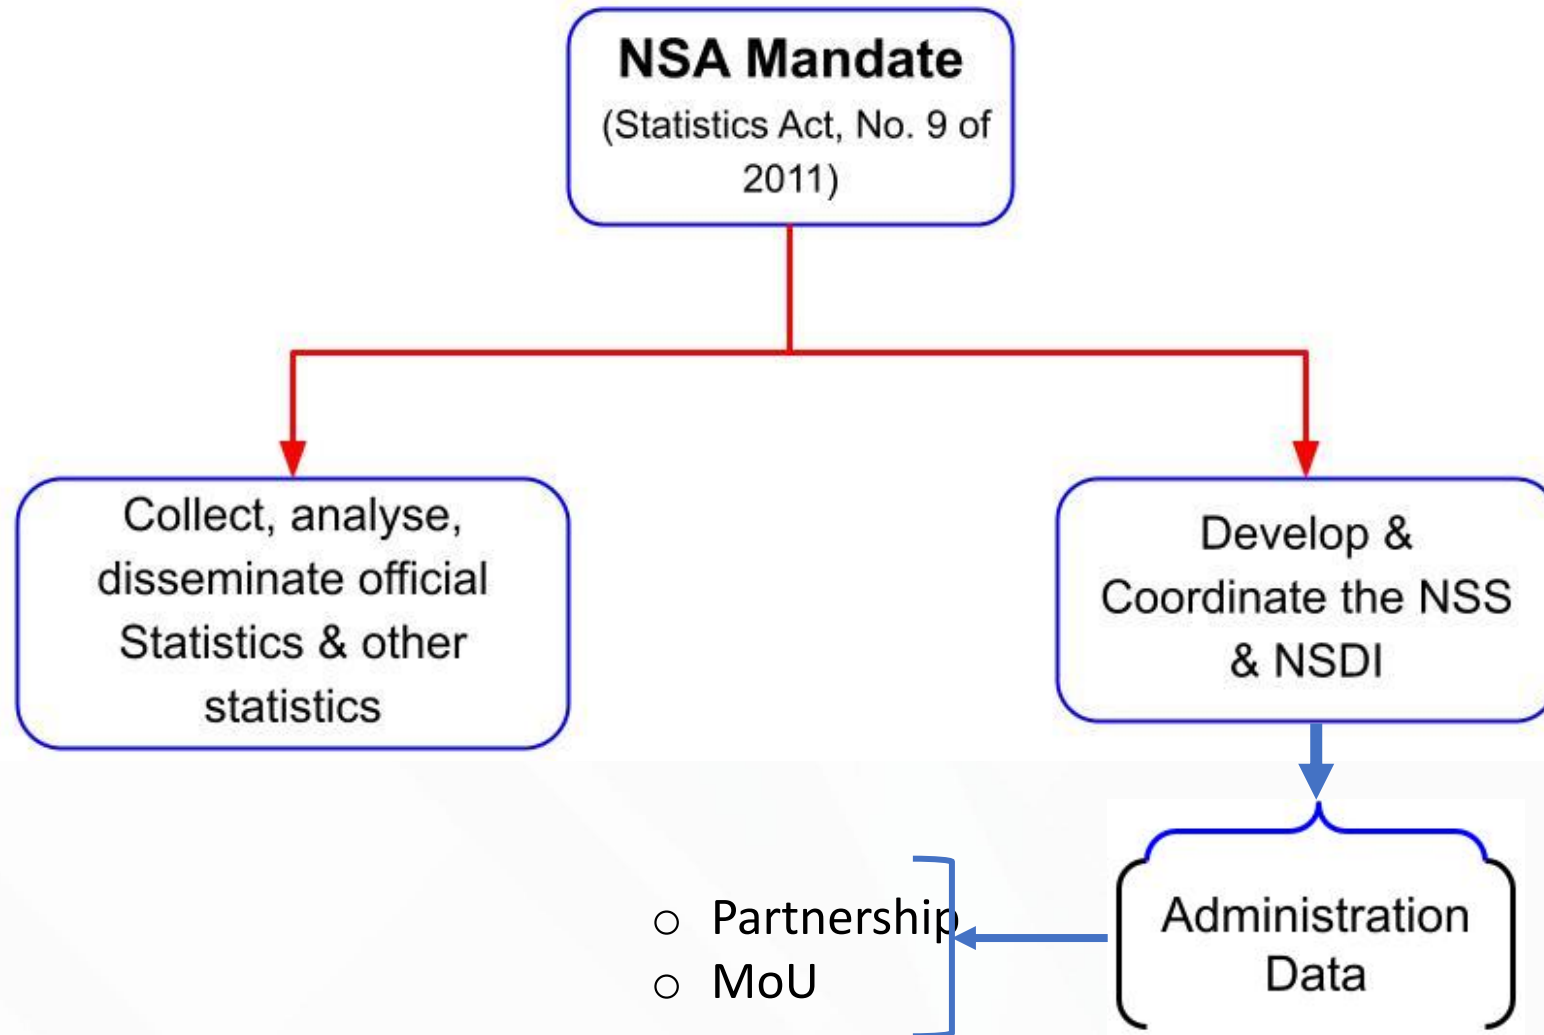 NSA Mandate
(Statistics Act, No. 9 of
2011)
Collect, analyse,
disseminate official
Statistics & other
statistics
Develop &
Coordinate the NSS
& NSDI
Administration
Data
○ Partnership
○ MoU